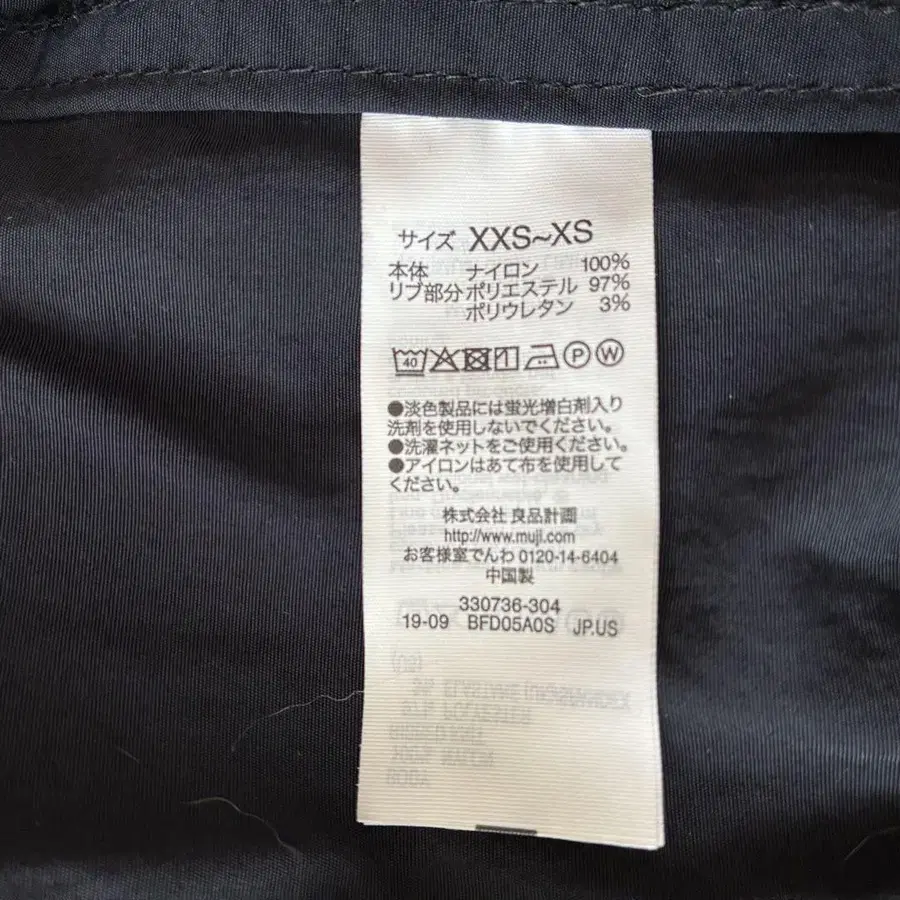 サイズ XXS~XS
本体 ナイロン 100%
リブ部分 ポリエステル 97%
ポリウレタン 3%
40 P W
●淡色製品には蛍光増白剤入り
洗剤を使用しないでください。
●洗濯ネットをご使用ください。
●アイロンはあて布を使用して
ください。
株式会社 良品計画
http://www.muji.com
お客様室でんわ 0120-14-6404
中国製
330736-304
19-09 BFD05A0S JP.US